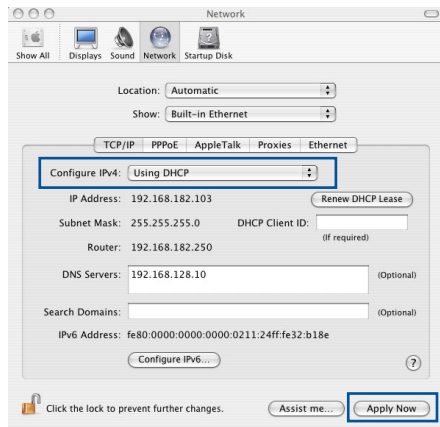 Network
Show All Displays Sound Network Startup Disk
Location: Automatic
Show: Built-in Ethernet
TCP/IP PPPoE AppleTalk Proxies Ethernet
Configure IPv4: Using DHCP
IP Address: 192.168.182.103 Renew DHCP Lease
Subnet Mask: 255.255.255.0 DHCP Client ID:
(If required)
Router: 192.168.182.250
DNS Servers: 192.168.128.10 (Optional)
Search Domains: (Optional)
IPv6 Address: fe80:0000:0000:0000:0211:24ff:fe32:b18e
Configure IPv6... ?
Click the lock to prevent further changes. Assist me... Apply Now